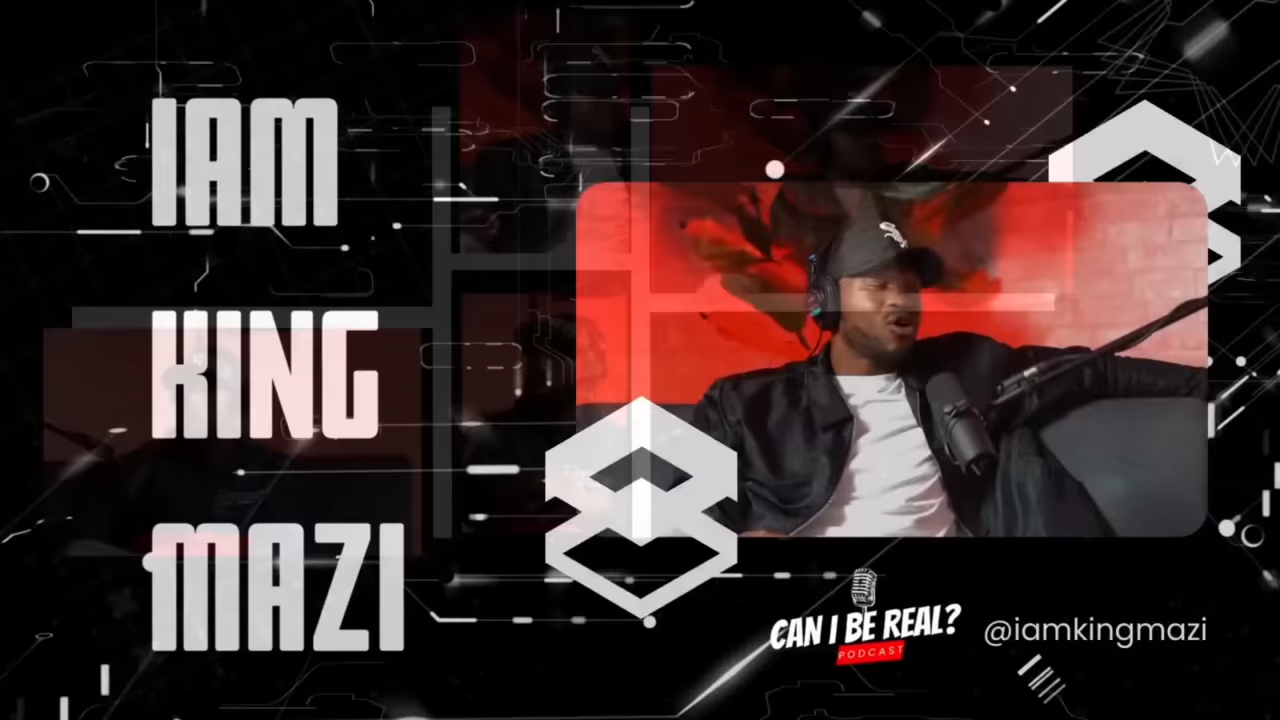 IAM
KING
MAZI
CAN I BE REAL?
PODCAST
@iamkingmazi